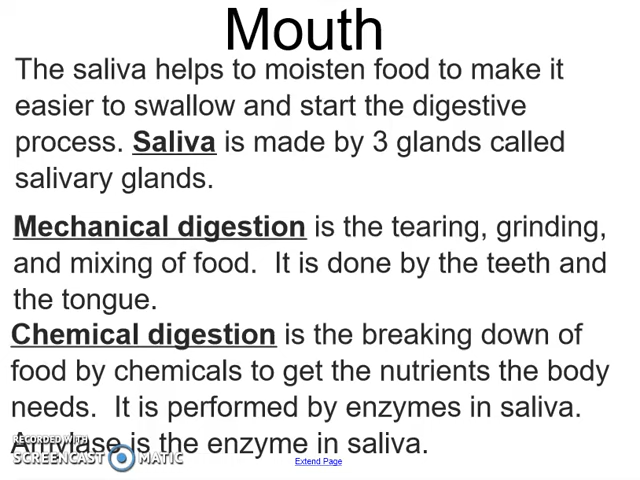 Mouth
The saliva helps to moisten food to make it
easier to swallow and start the digestive
process. Saliva is made by 3 glands called
salivary glands.
Mechanical digestion is the tearing, grinding,
and mixing of food.  It is done by the teeth and
the tongue.
Chemical digestion is the breaking down of
food by chemicals to get the nutrients the body
needs.  It is performed by enzymes in saliva.
Amylase is the enzyme in saliva.
RECORDED WITH
SCREENCAST MATIC
Extend Page